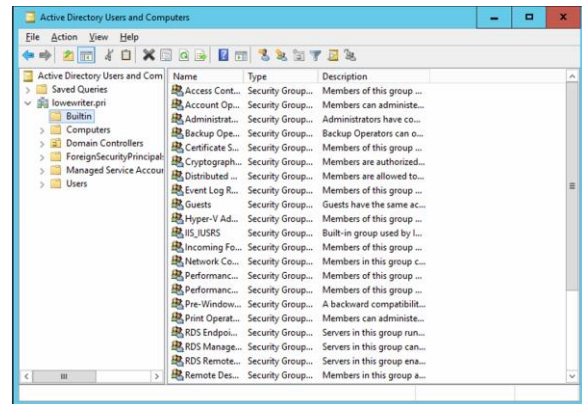 Active Directory Users and Computers
File Action View Help
Active Directory Users and Com
Saved Queries
lowewriter.pri
Builtin
Computers
Domain Controllers
ForeignSecurityPrincipal:
Managed Service Accour
Users
Name Type Description
Access Cont... Security Group... Members of this group ...
Account Op... Security Group... Members can administe...
Administrat... Security Group... Administrators have co...
Backup Ope... Security Group... Backup Operators can o...
Certificate S... Security Group... Members of this group ...
Cryptograph... Security Group... Members are authorized...
Distributed ... Security Group... Members are allowed to...
Event Log R... Security Group... Members of this group ...
Guests Security Group... Guests have the same ac...
Hyper-V Ad... Security Group... Members of this group ...
IIS_IUSRS Security Group... Built-in group used by I...
Incoming Fo... Security Group... Members of this group ...
Network Co... Security Group... Members in this group c...
Performanc... Security Group... Members of this group ...
Performanc... Security Group... Members of this group ...
Pre-Window... Security Group... A backward compatibilit...
Print Operat... Security Group... Members can administe...
RDS Endpoi... Security Group... Servers in this group run...
RDS Manage... Security Group... Servers in this group can...
RDS Remote... Security Group... Servers in this group ena...
Remote Des... Security Group... Members in this group a...